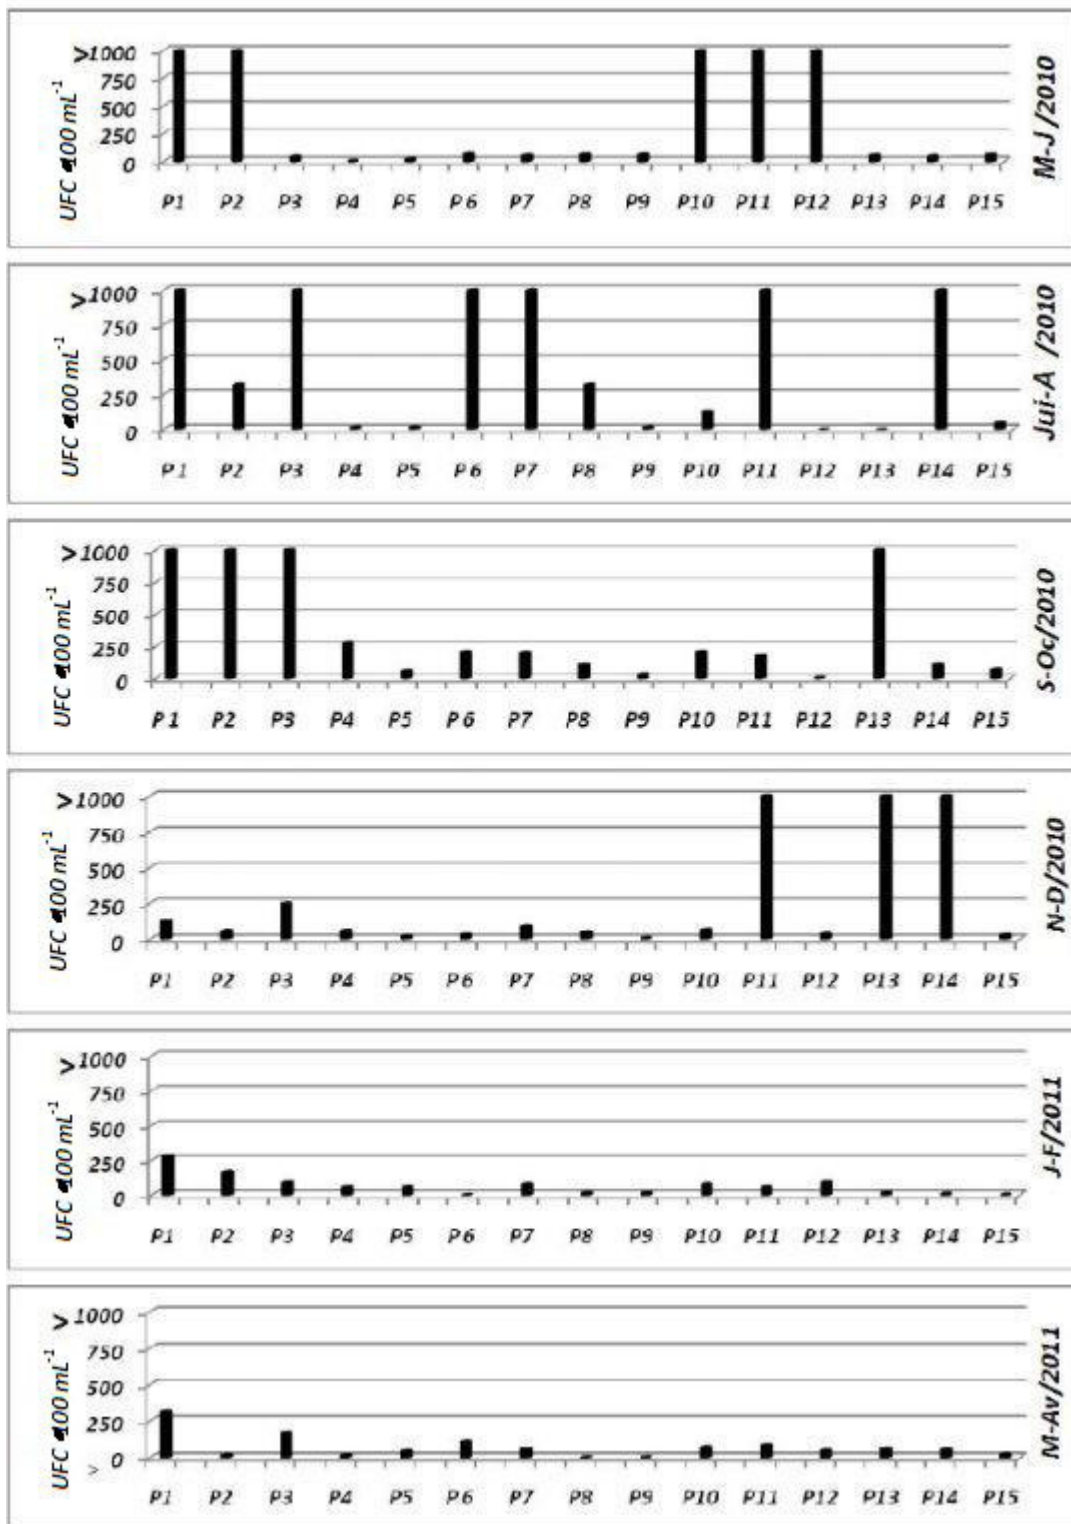 >1000
750
500
250
0
UFC •100 mL⁻¹
P1 P2 P3 P4 P5 P6 P7 P8 P9 P10 P11 P12 P13 P14 P15
M-J/2010
>1000
750
500
250
0
UFC •100 mL⁻¹
P1 P2 P3 P4 P5 P6 P7 P8 P9 P10 P11 P12 P13 P14 P15
Jui-A /2010
>1000
750
500
250
0
UFC •100 mL⁻¹
P1 P2 P3 P4 P5 P6 P7 P8 P9 P10 P11 P12 P13 P14 P15
S-Oc/2010
>1000
750
500
250
0
UFC •100 mL⁻¹
P1 P2 P3 P4 P5 P6 P7 P8 P9 P10 P11 P12 P13 P14 P15
N-D/2010
>1000
750
500
250
0
UFC •100 mL⁻¹
P1 P2 P3 P4 P5 P6 P7 P8 P9 P10 P11 P12 P13 P14 P15
J-F/2011
>1000
750
500
250
0
>
UFC •100 mL⁻¹
P1 P2 P3 P4 P5 P6 P7 P8 P9 P10 P11 P12 P13 P14 P15
M-Av/2011